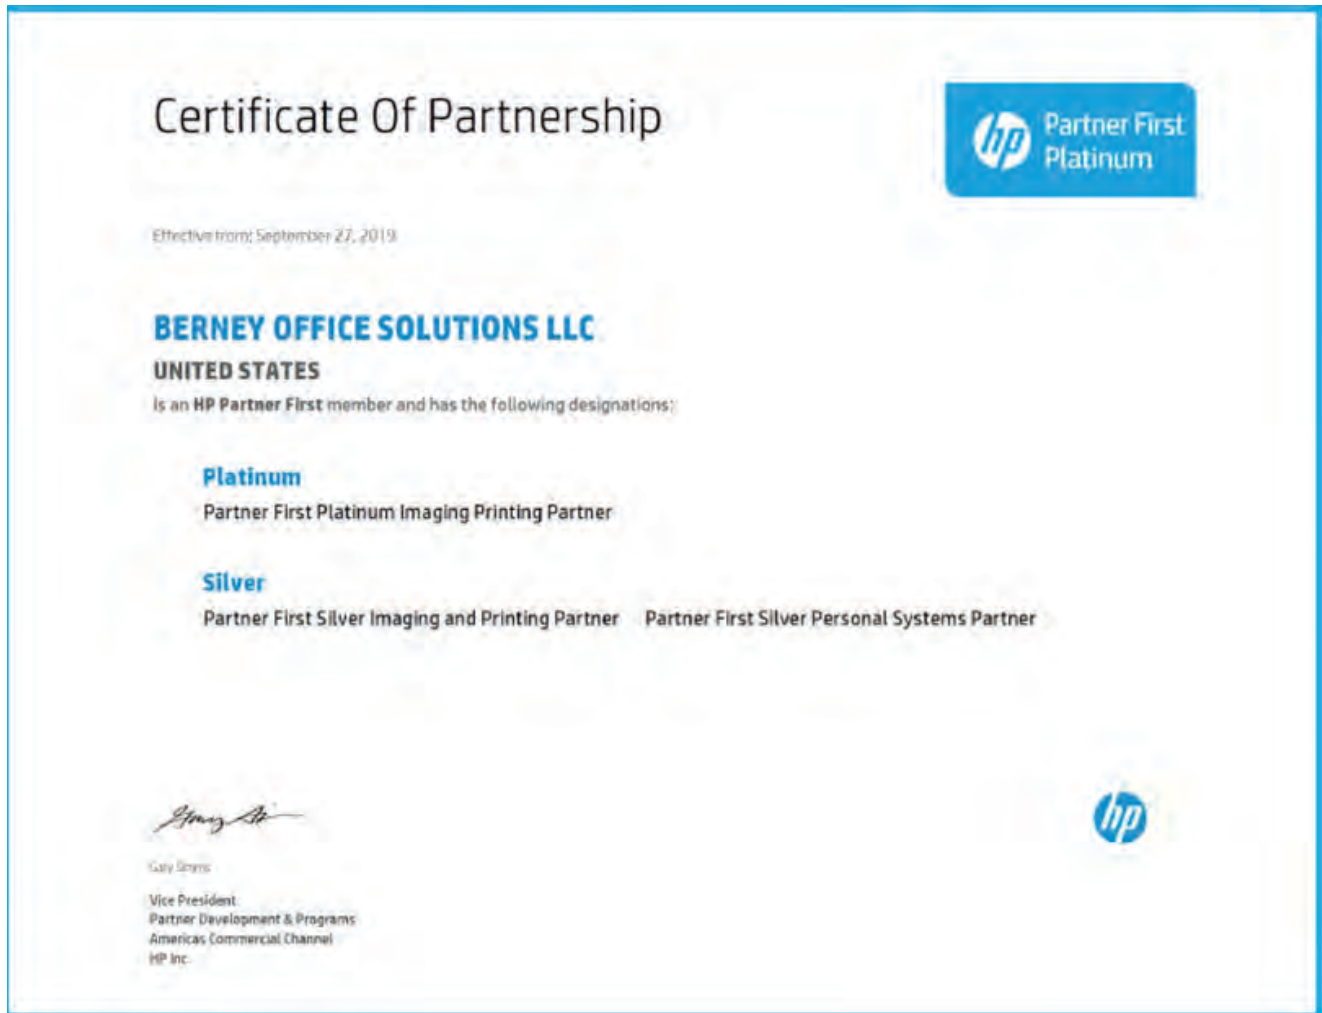 Certificate Of Partnership
hp Partner First
Platinum
Effective from: September 27, 2019
BERNEY OFFICE SOLUTIONS LLC
UNITED STATES
is an HP Partner First member and has the following designations:
Platinum
Partner First Platinum Imaging Printing Partner
Silver
Partner First Silver Imaging and Printing Partner Partner First Silver Personal Systems Partner
hp
Gary
Vice President
Partner Development & Programs
Americas Commercial Channel
HP Inc